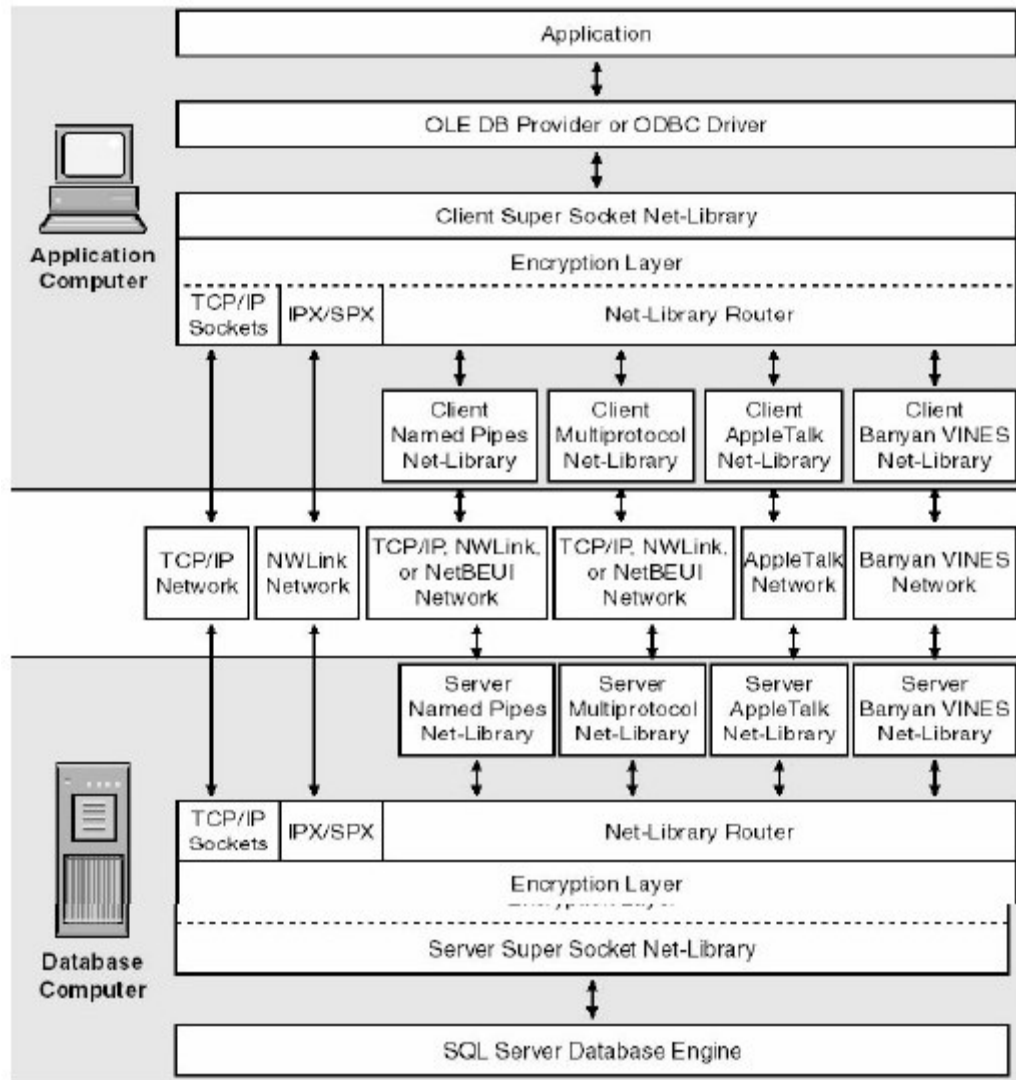 Application
OLE DB Provider or ODBC Driver
Client Super Socket Net-Library
Application
Computer
Encryption Layer
TCP/IP
Sockets
IPX/SPX
Net-Library Router
Client
Named Pipes
Net-Library
Client
Multiprotocol
Net-Library
Client
AppleTalk
Net-Library
Client
Banyan VINES
Net-Library
TCP/IP
Network
NWLink
Network
TCP/IP, NWLink,
or NetBEUI
Network
TCP/IP, NWLink,
or NetBEUI
Network
AppleTalk
Network
Banyan VINES
Network
Server
Named Pipes
Net-Library
Server
Multiprotocol
Net-Library
Server
AppleTalk
Net-Library
Server
Banyan VINES
Net-Library
TCP/IP
Sockets
IPX/SPX
Net-Library Router
Encryption Layer
Server Super Socket Net-Library
Database
Computer
SQL Server Database Engine